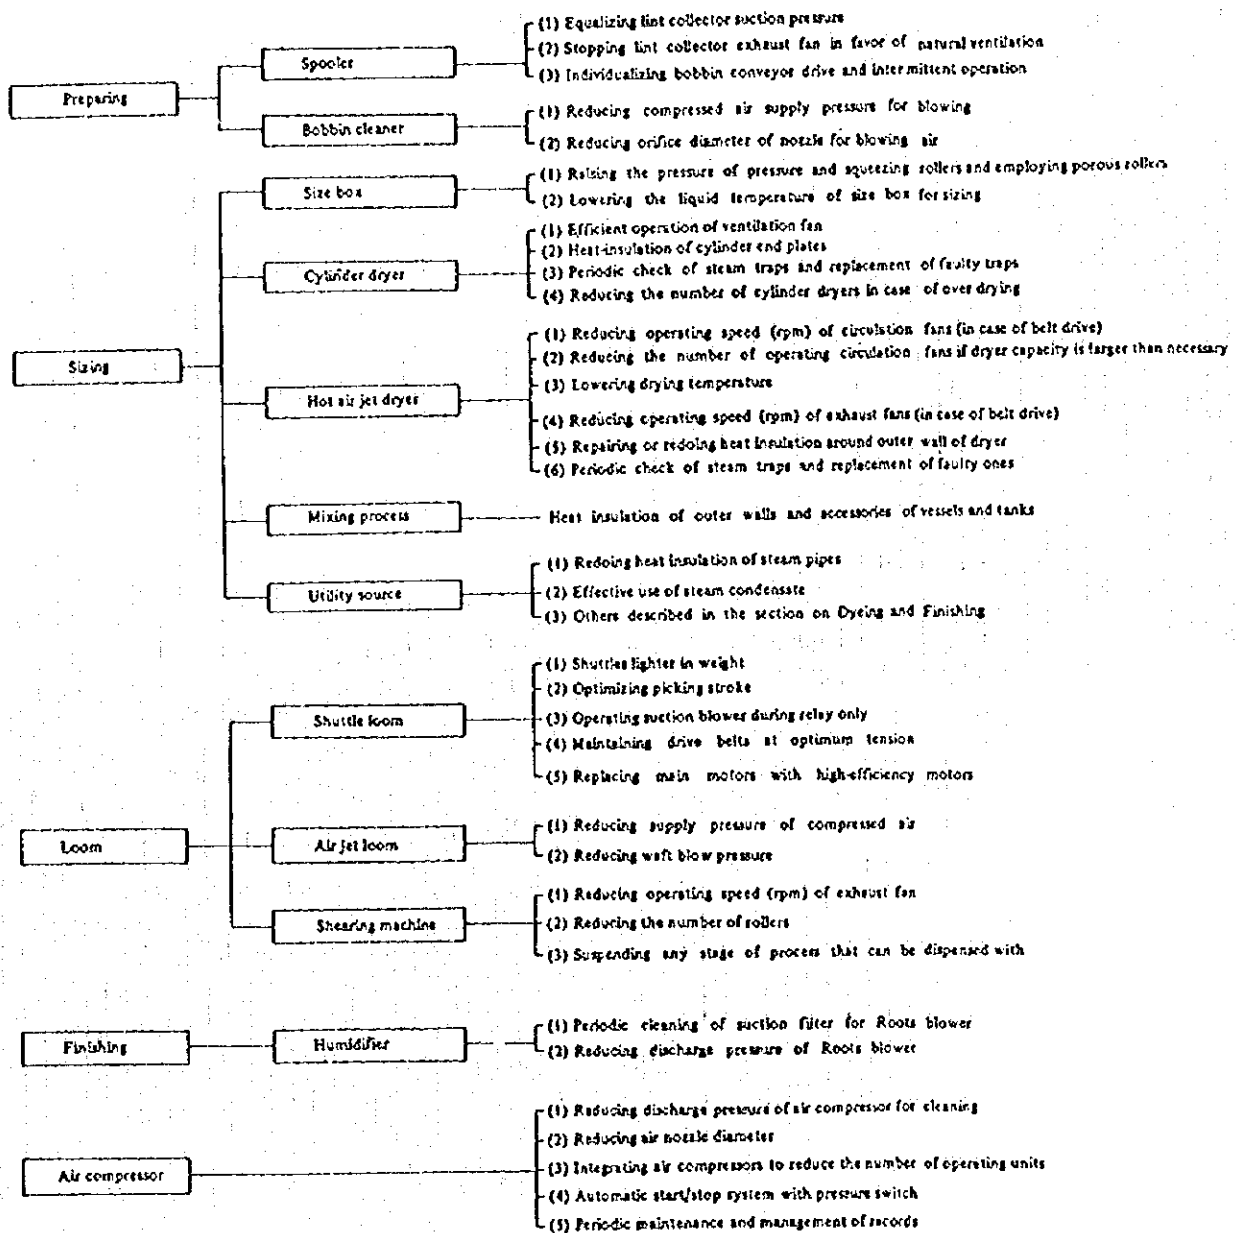 Preparing
Spooler
(1) Equalizing lint collector suction pressure
(2) Stopping lint collector exhaust fan in favor of natural ventilation
(3) Individualizing bobbin conveyor drive and intermittent operation
Bobbin cleaner
(1) Reducing compressed air supply pressure for blowing
(2) Reducing orifice diameter of nozzle for blowing air
Sizing
Size box
(1) Raising the pressure of pressure and squeezing rollers and employing porous rollers
(2) Lowering the liquid temperature of size box for sizing
Cylinder dryer
(1) Efficient operation of ventilation fan
(2) Heat-insulation of cylinder end plates
(3) Periodic check of steam traps and replacement of faulty traps
(4) Reducing the number of cylinder dryers in case of over drying
Hot air jet dryer
(1) Reducing operating speed (rpm) of circulation fans (in case of belt drive)
(2) Reducing the number of operating circulation fans if dryer capacity is larger than necessary
(3) Lowering drying temperature
(4) Reducing operating speed (rpm) of exhaust fans (in case of belt drive)
(5) Repairing or redoing heat insulation around outer wall of dryer
(6) Periodic check of steam traps and replacement of faulty ones
Mixing process
Heat insulation of outer walls and accessories of vessels and tanks
Utility source
(1) Redoing heat insulation of steam pipes
(2) Effective use of steam condensate
(3) Others described in the section on Dyeing and Finishing
Loom
Shuttle loom
(1) Shuttles lighter in weight
(2) Optimizing picking stroke
(3) Operating suction blower during relay only
(4) Maintaining drive belts at optimum tension
(5) Replacing main motors with high-efficiency motors
Air jet loom
(1) Reducing supply pressure of compressed air
(2) Reducing weft blow pressure
Shearing machine
(1) Reducing operating speed (rpm) of exhaust fan
(2) Reducing the number of rollers
(3) Suspending any stage of process that can be dispensed with
Finishing
Humidifier
(1) Periodic cleaning of suction filter for Roots blower
(2) Reducing discharge pressure of Roots blower
Air compressor
(1) Reducing discharge pressure of air compressor for cleaning
(2) Reducing air nozzle diameter
(3) Integrating air compressors to reduce the number of operating units
(4) Automatic start/stop system with pressure switch
(5) Periodic maintenance and management of records